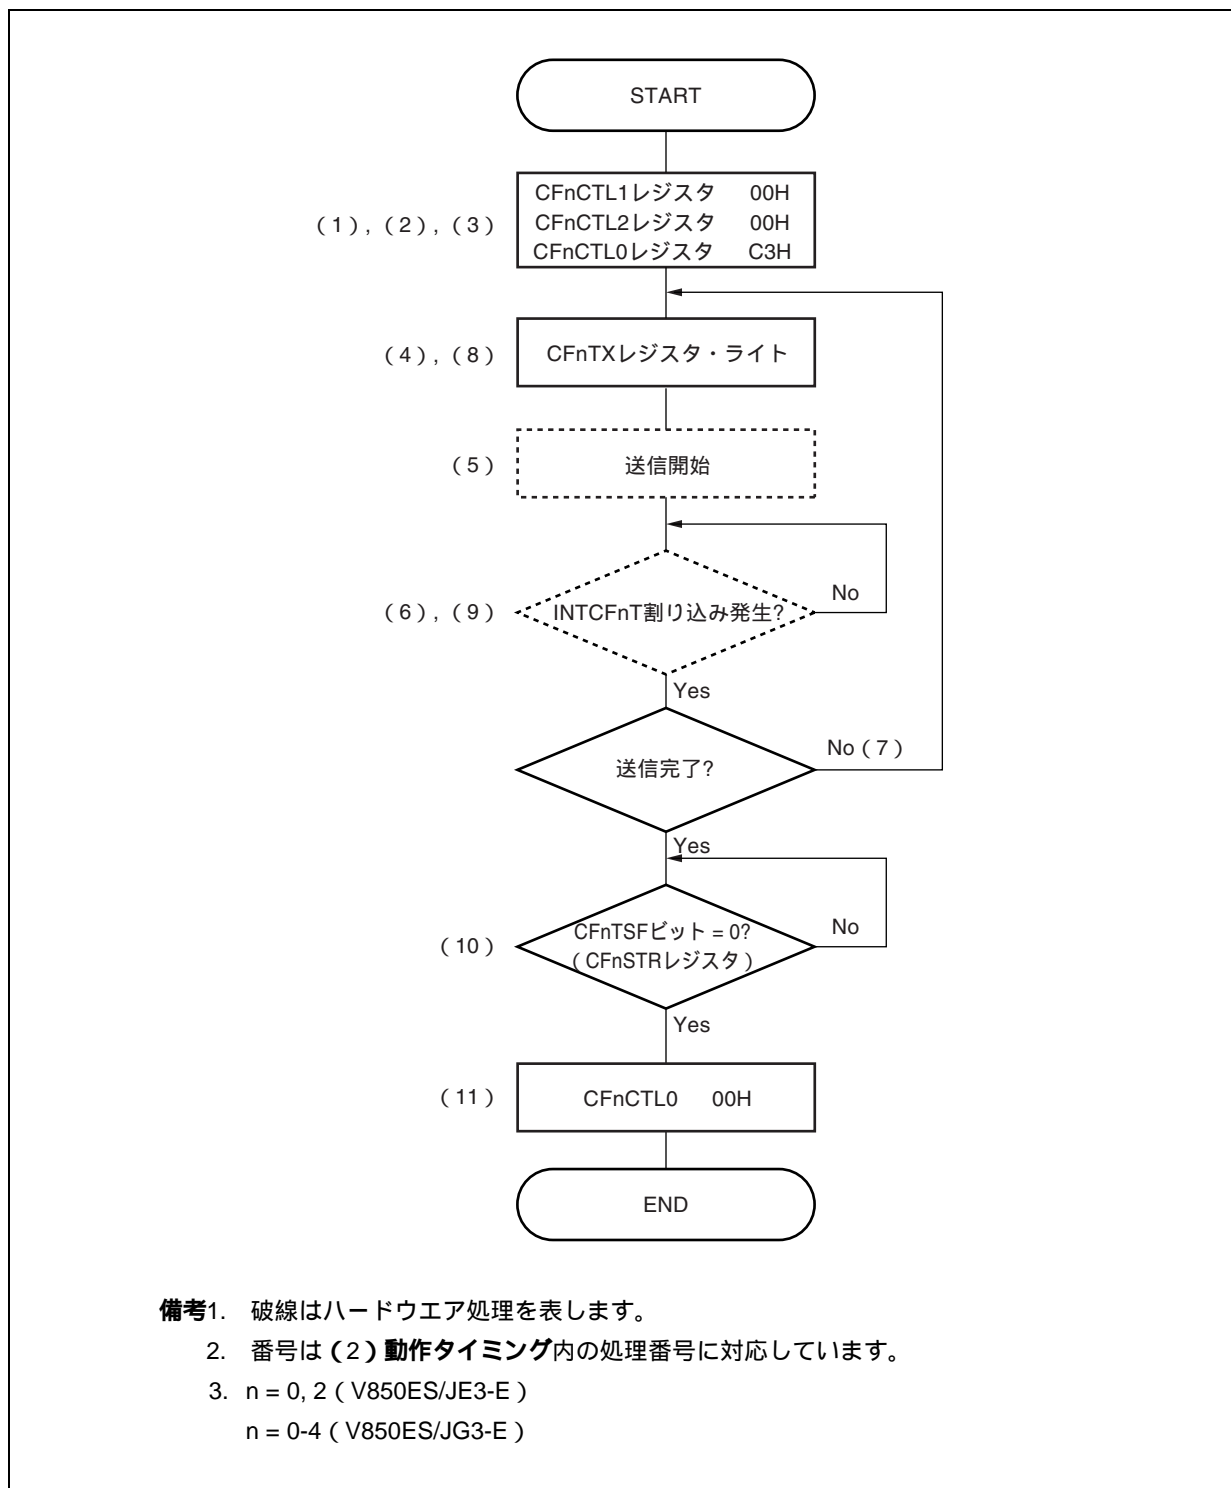 START
(1), (2), (3)
CFnCTL1レジスタ 00H
CFnCTL2レジスタ 00H
CFnCTL0レジスタ C3H
(4), (8)
CFnTXレジスタ・ライト
(5)
送信開始
(6), (9)
INTCFnT割り込み発生?
No
Yes
送信完了?
No(7)
Yes
(10)
CFnTSFビット = 0?
(CFnSTRレジスタ)
No
Yes
(11)
CFnCTL0 00H
END
備考1. 破線はハードウエア処理を表します。
2. 番号は(2)動作タイミング内の処理番号に対応しています。
3. n = 0, 2(V850ES/JE3-E)
n = 0-4(V850ES/JG3-E)